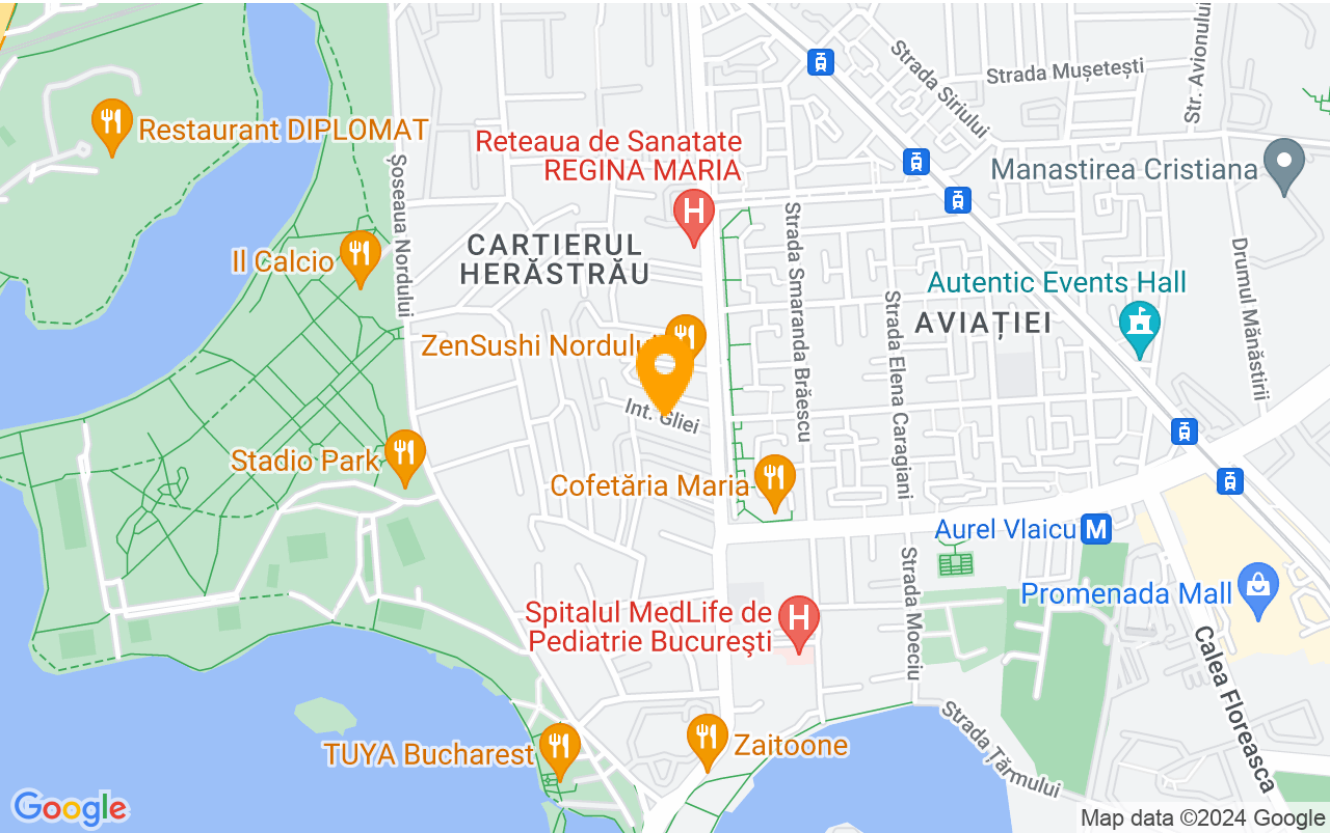 Strada Siriului
Strada Mușetești
Str. Avionului
Restaurant DIPLOMAT
Reteaua de Sanatate
REGINA MARIA
H
Manastirea Cristiana
Șoseaua Nordului
Il Calcio
CARTIERUL
HERĂSTRĂU
Strada Smaranda Brăescu
Strada Elena Caragiani
Autentic Events Hall
AVIAȚIEI
Drumul Mănăstirii
ZenSushi Nordului
Int. Gliei
Stadio Park
Cofetăria Maria
Aurel Vlaicu
M
Strada Moeciu
Promenada Mall
Spitalul MedLife de
Pediatrie Bucureşti
H
Calea Floreasca
Strada Țărmului
TUYA Bucharest
Zaitoone
Google
Map data ©2024 Google